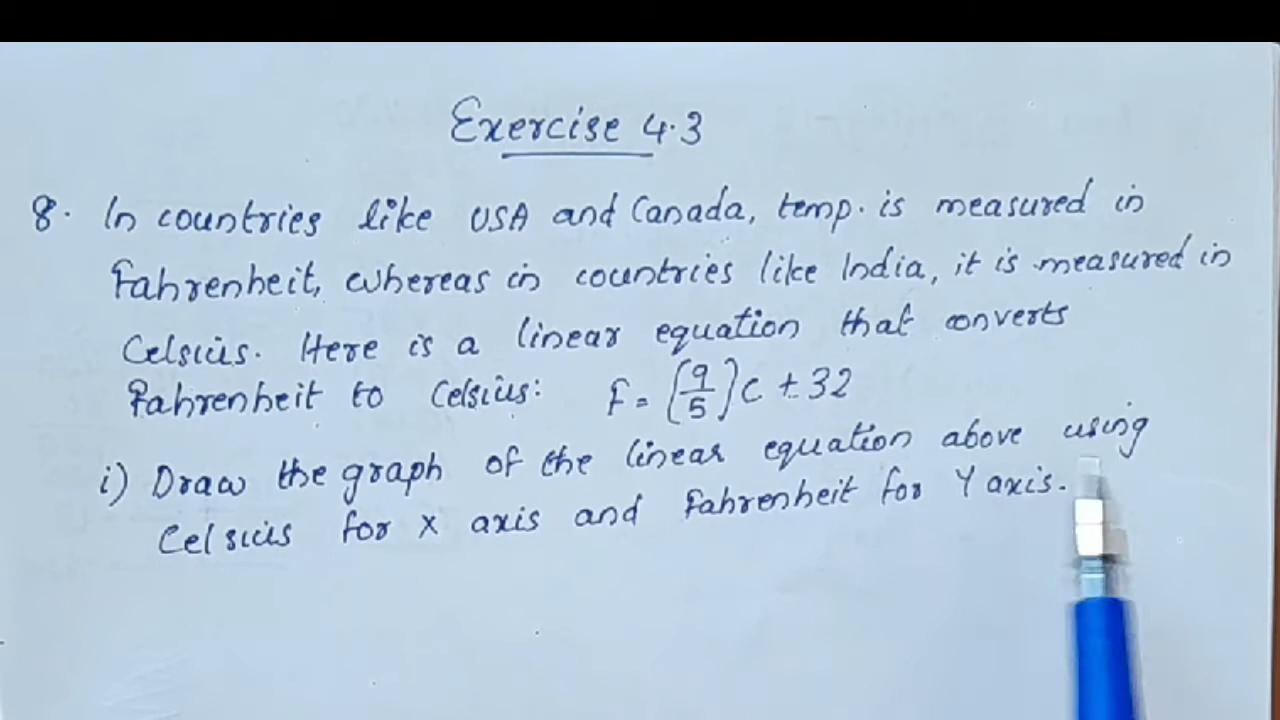 Exercise 4.3
8. In countries like USA and Canada, temp. is measured in
Fahrenheit, whereas in countries like India, it is measured in
Celsius. Here is a linear equation that converts
Fahrenheit to Celsius: F = (9/5)C + 32
i) Draw the graph of the linear equation above using
Celsius for X axis and Fahrenheit for Y axis.